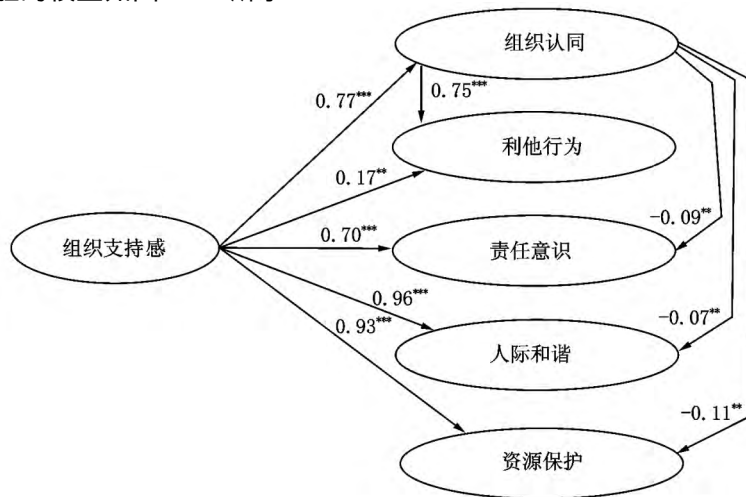 组织认同
0.77***
0.75***
利他行为
0.17**
组织支持感
0.70***
责任意识
-0.09**
0.96***
0.93***
人际和谐
-0.07**
资源保护
-0.11**